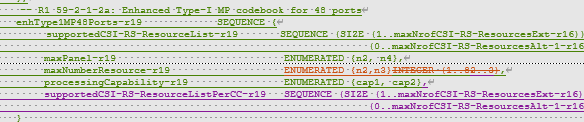 -- R1 59-2-1-2a: Enhanced Type-I MP codebook for 48 ports
enhType1MP48Ports-r19 SEQUENCE {
supportedCSI-RS-ResourceList-r19 SEQUENCE (SIZE (1..maxNrofCSI-RS-ResourcesExt-r16))
(0..maxNrofCSI-RS-ResourcesAlt-1-r16
maxPanel-r19 ENUMERATED {n2, n4},
maxNumberResource-r19 ENUMERATED {n2,n3}INTEGER (1..32..3),
processingCapability-r19 ENUMERATED {cap1, cap2},
supportedCSI-RS-ResourceListPerCC-r19 SEQUENCE (SIZE (1..maxNrofCSI-RS-ResourcesExt-r16)
(0..maxNrofCSI-RS-ResourcesAlt-1-r16
}